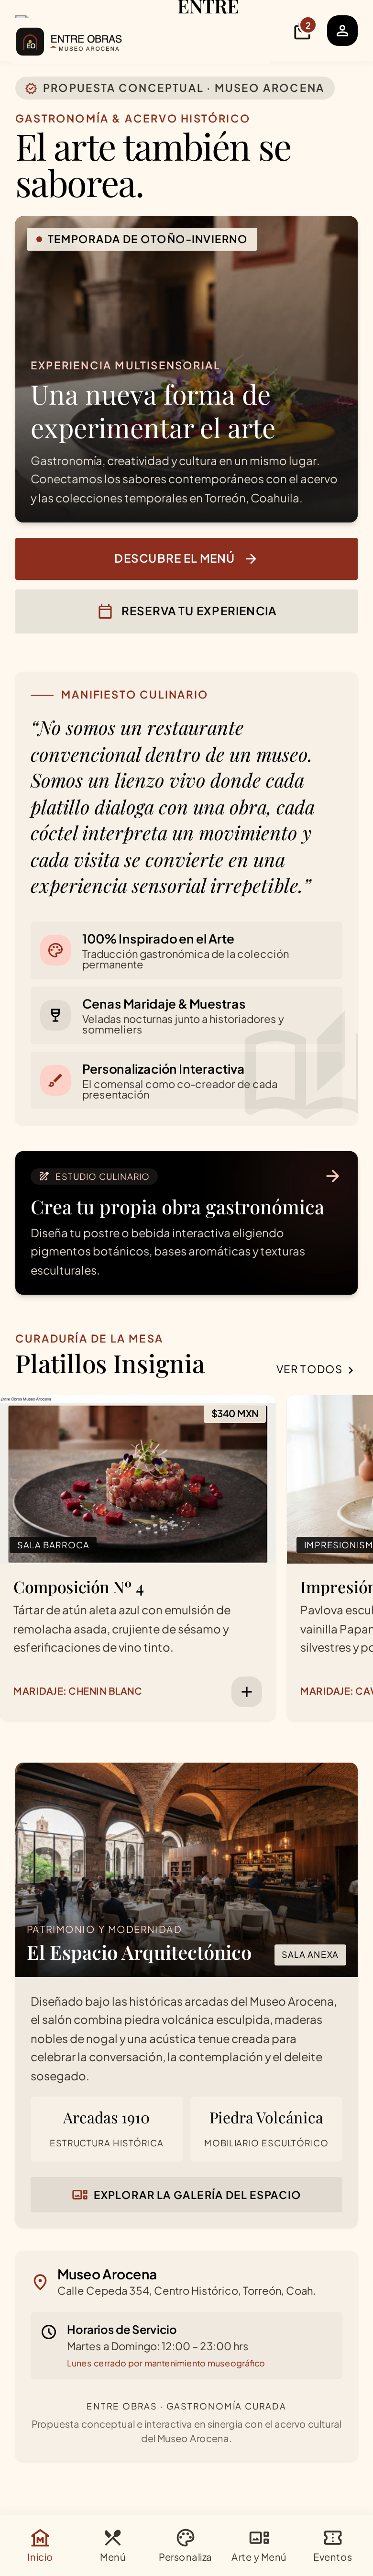 ENTRE
EO
ENTRE OBRAS
MUSEO AROCENA
2
PROPUESTA CONCEPTUAL · MUSEO AROCENA
GASTRONOMÍA & ACERVO HISTÓRICO
El arte también se
saborea.
TEMPORADA DE OTOÑO-INVIERNO
EXPERIENCIA MULTISENSORIAL
Una nueva forma de
experimentar el arte
Gastronomía, creatividad y cultura en un mismo lugar.
Conectamos los sabores contemporáneos con el acervo
y las colecciones temporales en Torreón, Coahuila.
DESCUBRE EL MENÚ
RESERVA TU EXPERIENCIA
MANIFIESTO CULINARIO
“No somos un restaurante
convencional dentro de un museo.
Somos un lienzo vivo donde cada
platillo dialoga con una obra, cada
cóctel interpreta un movimiento y
cada visita se convierte en una
experiencia sensorial irrepetible.”
100% Inspirado en el Arte
Traducción gastronómica de la colección
permanente
Cenas Maridaje & Muestras
Veladas nocturnas junto a historiadores y
sommeliers
Personalización Interactiva
El comensal como co-creador de cada
presentación
ESTUDIO CULINARIO
Crea tu propia obra gastronómica
Diseña tu postre o bebida interactiva eligiendo
pigmentos botánicos, bases aromáticas y texturas
esculturales.
CURADURÍA DE LA MESA
Platillos Insignia
VER TODOS
Entre Obras Museo Arocena
$340 MXN
SALA BARROCA
IMPRESIONISM
Composición Nº 4
Tártar de atún aleta azul con emulsión de
remolacha asada, crujiente de sésamo y
esferificaciones de vino tinto.
MARIDAJE: CHENIN BLANC
Impresión
Pavlova escul
vainilla Papan
silvestres y po
MARIDAJE: CAV
PATRIMONIO Y MODERNIDAD
El Espacio Arquitectónico
SALA ANEXA
Diseñado bajo las históricas arcadas del Museo Arocena,
el salón combina piedra volcánica esculpida, maderas
nobles de nogal y una acústica tenue creada para
celebrar la conversación, la contemplación y el deleite
sosegado.
Arcadas 1910
ESTRUCTURA HISTÓRICA
Piedra Volcánica
MOBILIARIO ESCULTÓRICO
EXPLORAR LA GALERÍA DEL ESPACIO
Museo Arocena
Calle Cepeda 354, Centro Histórico, Torreón, Coah.
Horarios de Servicio
Martes a Domingo: 12:00 – 23:00 hrs
Lunes cerrado por mantenimiento museográfico
ENTRE OBRAS · GASTRONOMÍA CURADA
Propuesta conceptual e interactiva en sinergia con el acervo cultural
del Museo Arocena.
Inicio
Menú
Personaliza
Arte y Menú
Eventos